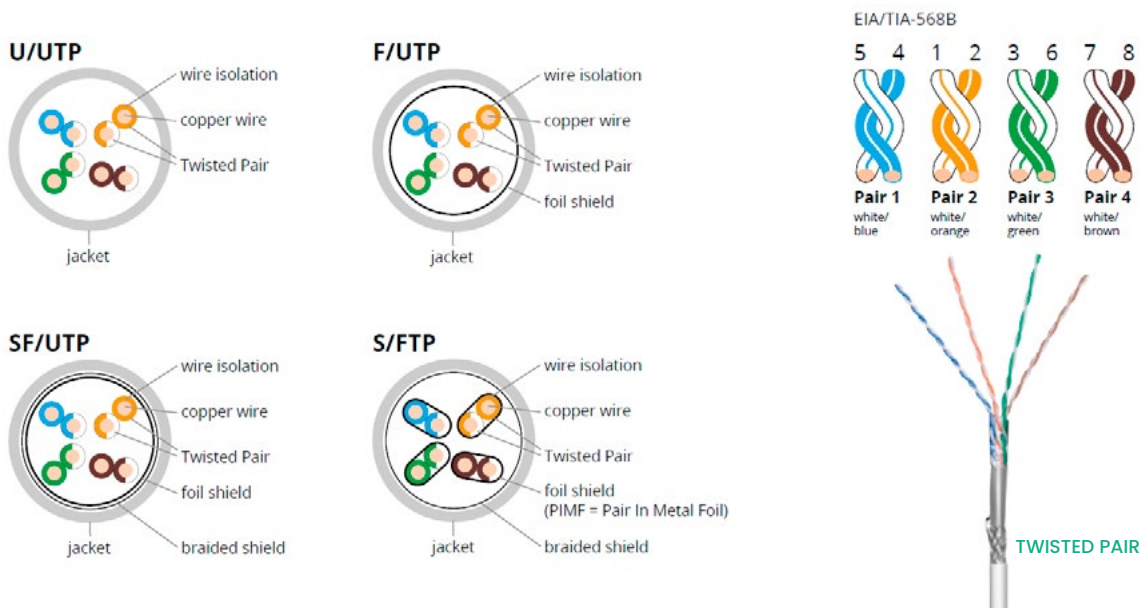 U/UTP
wire isolation
copper wire
Twisted Pair
jacket
F/UTP
wire isolation
copper wire
Twisted Pair
foil shield
jacket
EIA/TIA-568B
5 4 1 2 3 6 7 8
Pair 1 Pair 2 Pair 3 Pair 4
white/ white/ white/ white/
blue orange green brown
SF/UTP
wire isolation
copper wire
Twisted Pair
foil shield
braided shield
jacket
S/FTP
wire isolation
copper wire
Twisted Pair
foil shield
(PIMF = Pair In Metal Foil)
braided shield
jacket
TWISTED PAIR